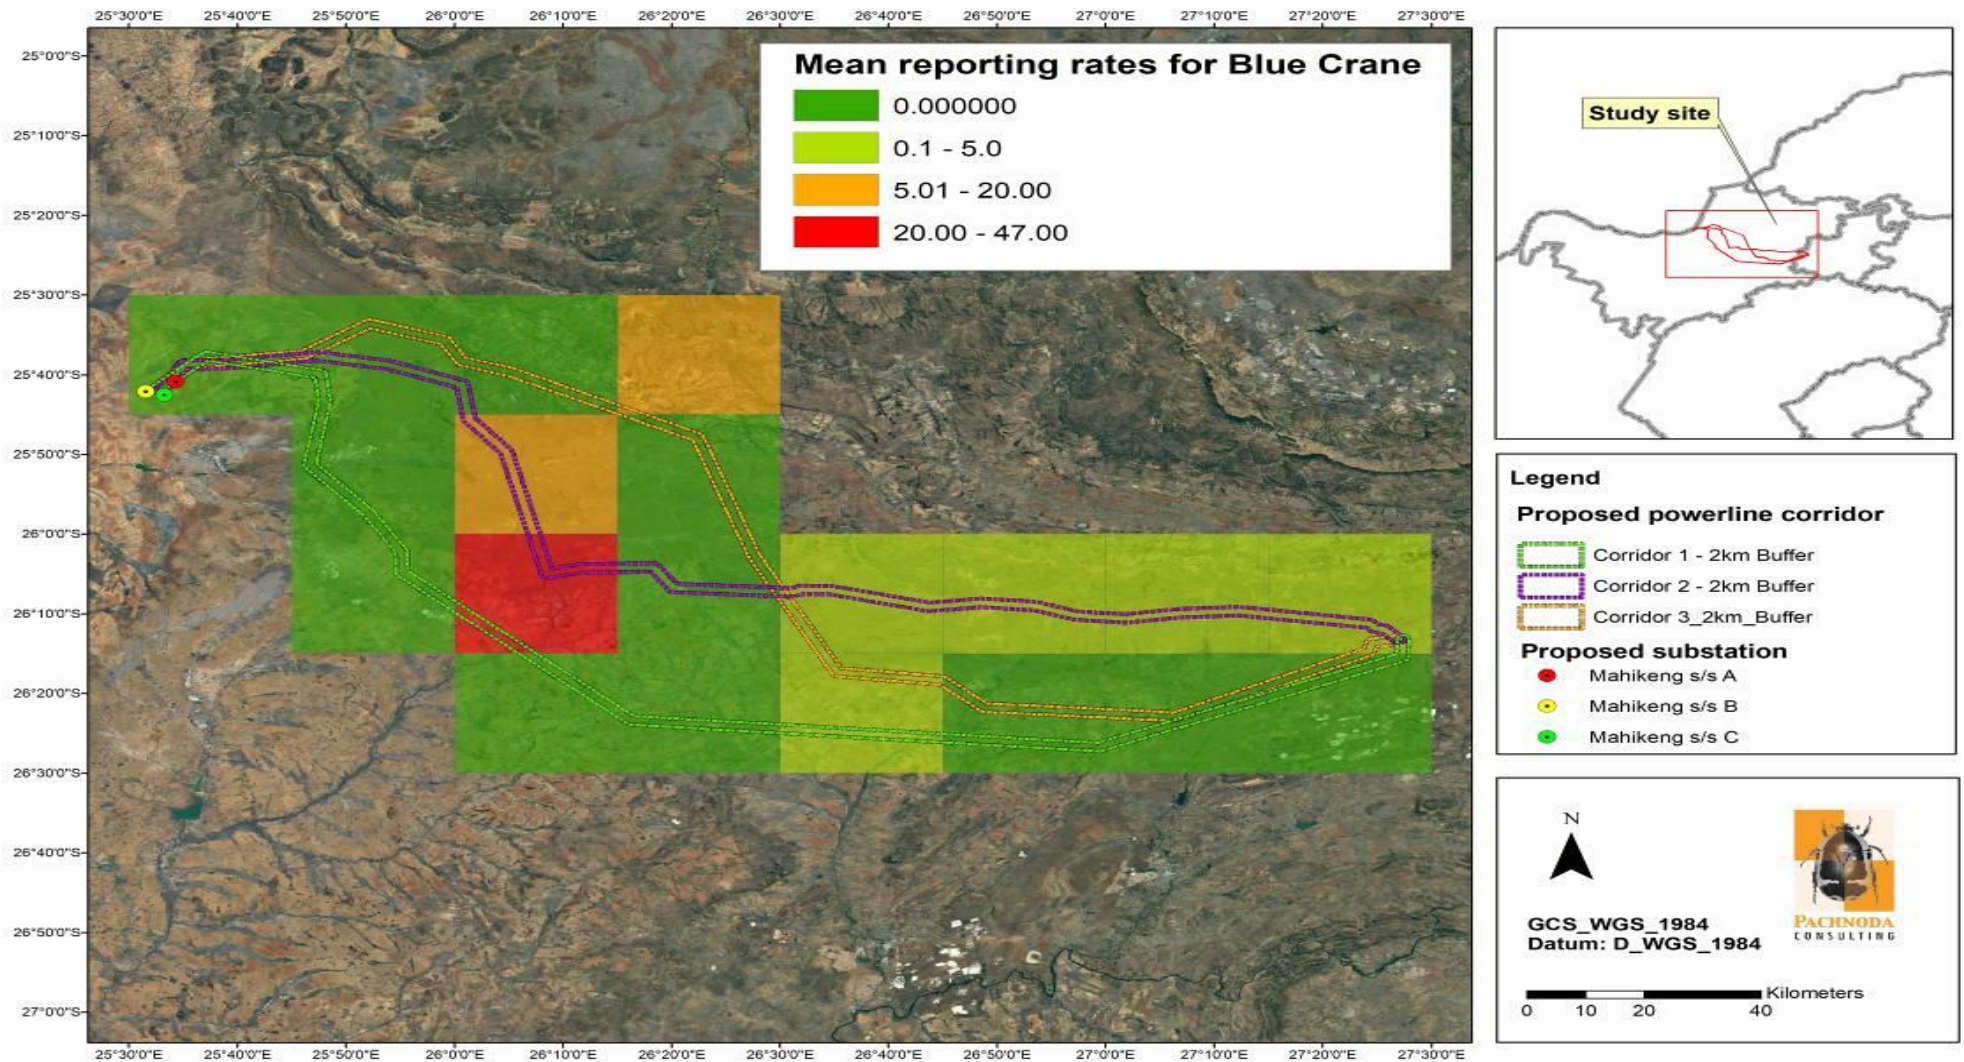 25°30'0"E 25°40'0"E 25°50'0"E 26°0'0"E 26°10'0"E 26°20'0"E 26°30'0"E 26°40'0"E 26°50'0"E 27°0'0"E 27°10'0"E 27°20'0"E 27°30'0"E
25°0'0"S
25°10'0"S
25°20'0"S
25°30'0"S
25°40'0"S
25°50'0"S
26°0'0"S
26°10'0"S
26°20'0"S
26°30'0"S
26°40'0"S
26°50'0"S
27°0'0"S
Mean reporting rates for Blue Crane
0.000000
0.1 - 5.0
5.01 - 20.00
20.00 - 47.00
25°30'0"E 25°40'0"E 25°50'0"E 26°0'0"E 26°10'0"E 26°20'0"E 26°30'0"E 26°40'0"E 26°50'0"E 27°0'0"E 27°10'0"E 27°20'0"E 27°30'0"E
Study site
Legend
Proposed powerline corridor
Corridor 1 - 2km Buffer
Corridor 2 - 2km Buffer
Corridor 3_2km_Buffer
Proposed substation
Mahikeng s/s A
Mahikeng s/s B
Mahikeng s/s C
N
PACHNODA
CONSULTING
GCS_WGS_1984
Datum: D_WGS_1984
Kilometers
0 10 20 40